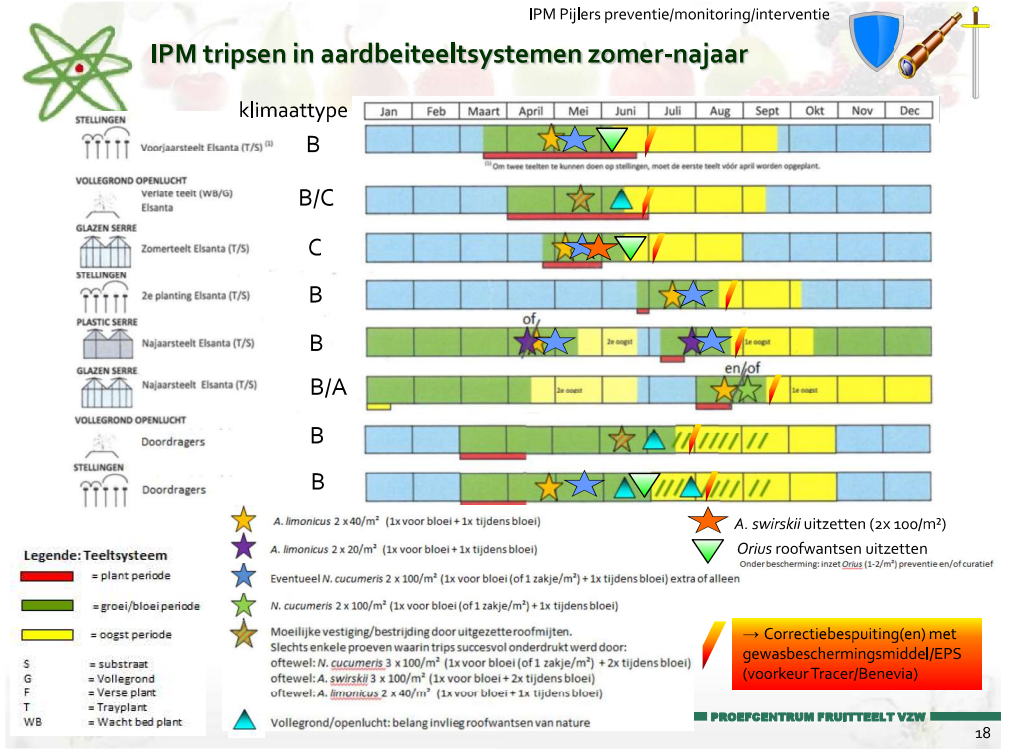 IPM Pijlers preventie/monitoring/interventie
IPM tripsen in aardbeiteeltsystemen zomer-najaar
klimaattype
Jan Feb Maart April Mei Juni Juli Aug Sept Okt Nov Dec
STELLINGEN
Voorjaarsteelt Elsanta (T/S) (1)
B
(1) Om twee teelten te kunnen doen op stellingen, moet de eerste teelt vóór april worden opgeplant.
VOLLEGROND OPENLUCHT
Verlate teelt (WB/G)
Elsanta
B/C
GLAZEN SERRE
Zomerteelt Elsanta (T/S)
C
STELLINGEN
2e planting Elsanta (T/S)
B
PLASTIC SERRE
of
Najaarsteelt Elsanta (T/S)
B
2e oogst
1e oogst
GLAZEN SERRE
en/of
Najaarsteelt Elsanta (T/S)
B/A
2e oogst
1e oogst
VOLLEGROND OPENLUCHT
Doordragers
B
STELLINGEN
Doordragers
B
Legende: Teeltsysteem
= plant periode
= groei/bloei periode
= oogst periode
S = substraat
G = Vollegrond
F = Verse plant
T = Trayplant
WB = Wacht bed plant
A. limonicus 2 x 40/m² (1x voor bloei + 1x tijdens bloei)
A. limonicus 2 x 20/m² (1x voor bloei + 1x tijdens bloei)
Eventueel N. cucumeris 2 x 100/m² (1x voor bloei (of 1 zakje/m²) + 1x tijdens bloei) extra of alleen
N. cucumeris 2 x 100/m² (1x voor bloei (of 1 zakje/m²) + 1x tijdens bloei)
Moeilijke vestiging/bestrijding door uitgezette roofmijten.
Slechts enkele proeven waarin trips succesvol onderdrukt werd door:
oftewel: N. cucumeris 3 x 100/m² (1x voor bloei (of 1 zakje/m²) + 2x tijdens bloei)
oftewel: A. swirskii 3 x 100/m² (1x voor bloei + 2x tijdens bloei)
oftewel: A. limonicus 2 x 40/m² (1x voor bloei + 1x tijdens bloei)
Vollegrond/openlucht: belang invlieg roofwantsen van nature
A. swirskii uitzetten (2x 100/m²)
Orius roofwantsen uitzetten
Onder bescherming: inzet Orius (1-2/m²) preventie en/of curatief
→ Correctiebespuiting(en) met
gewasbeschermingsmiddel/EPS
(voorkeur Tracer/Benevia)
PROEFCENTRUM FRUITTEELT VZW
18